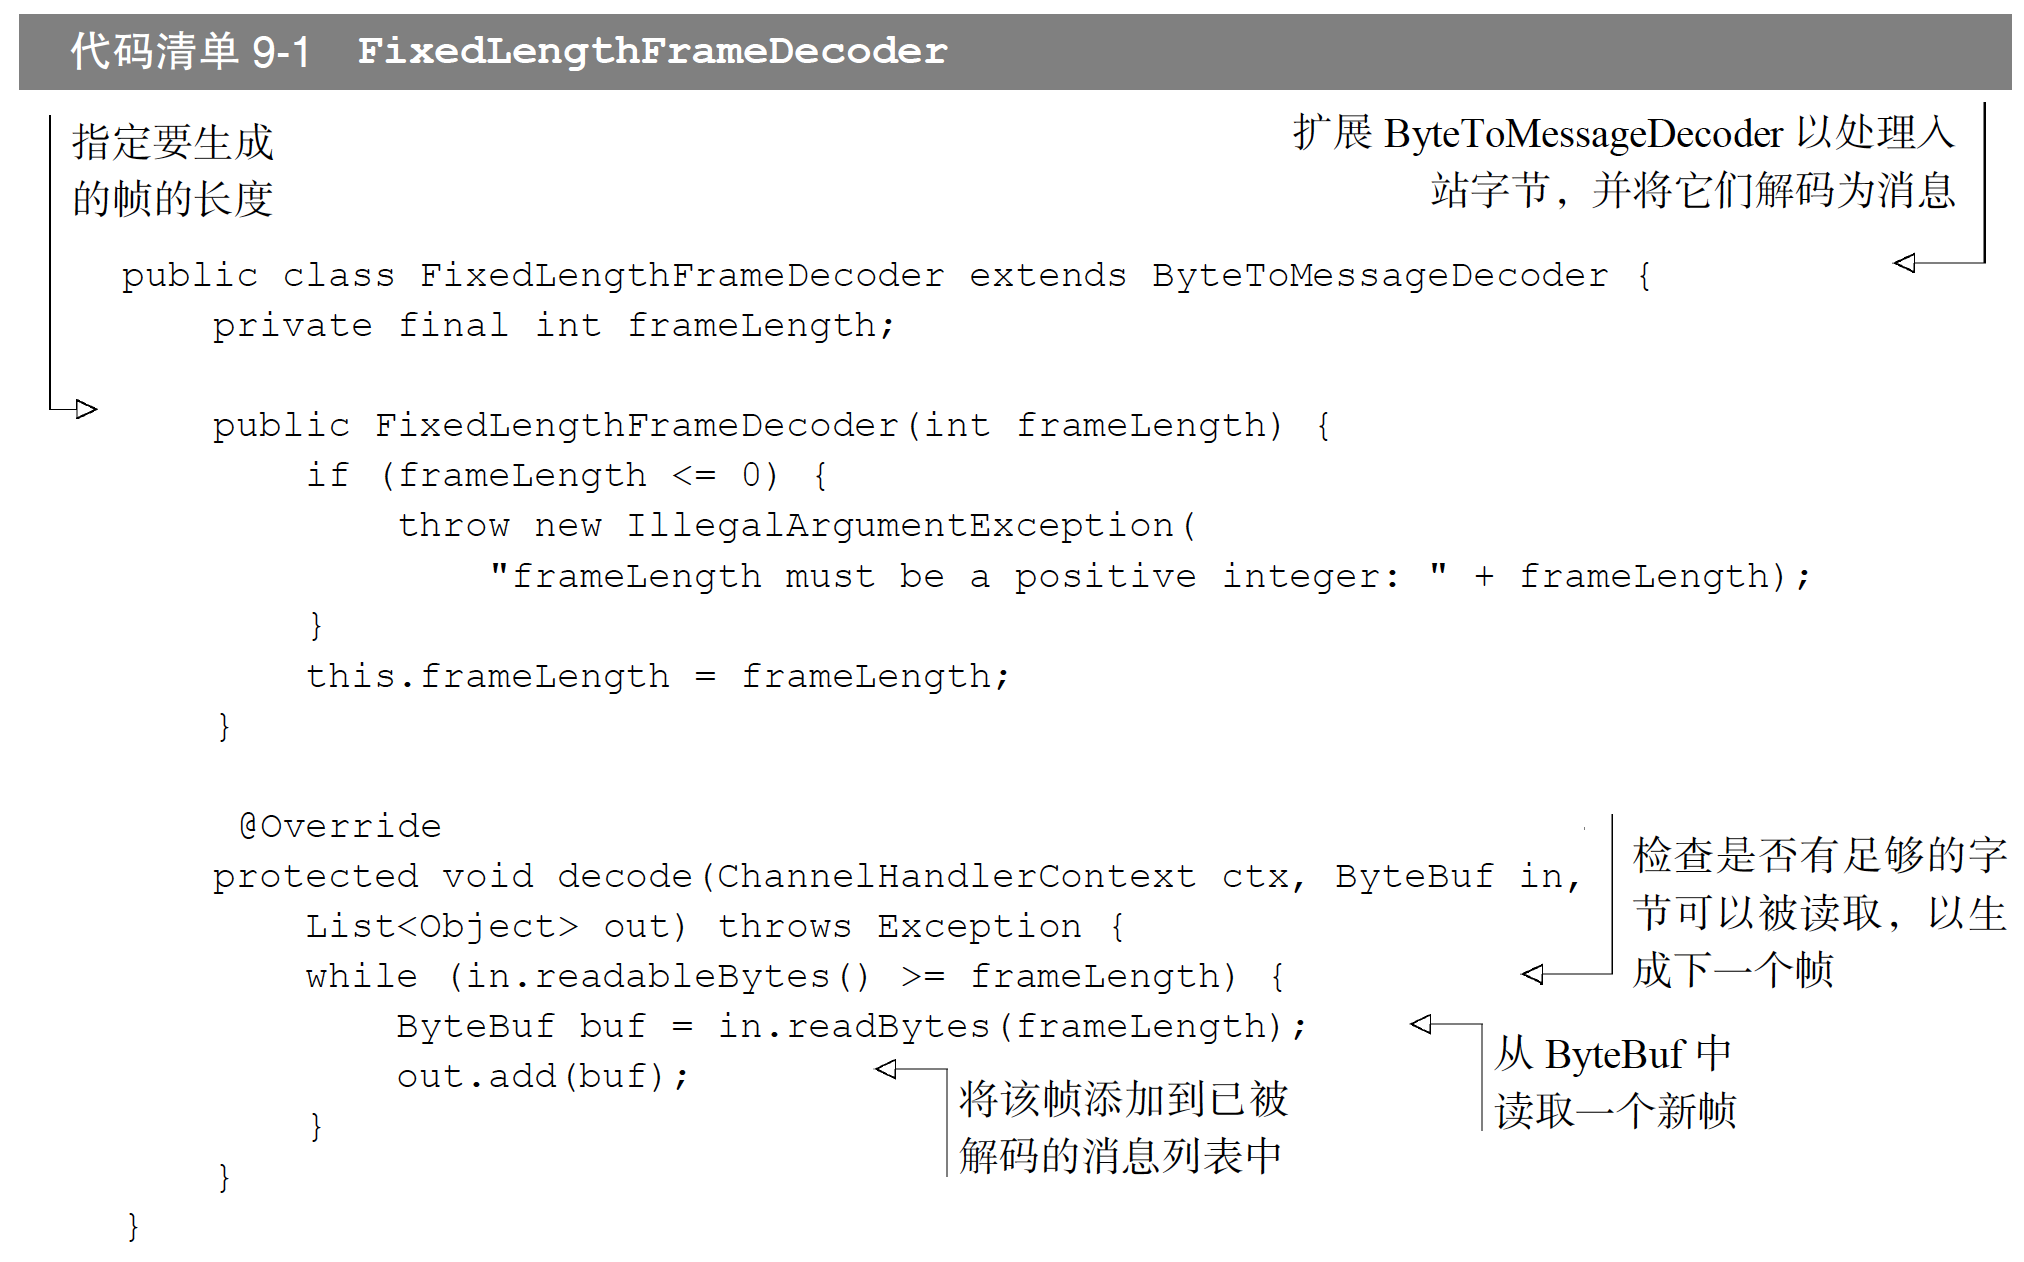 代码清单 9-1 FixedLengthFrameDecoder
指定要生成
的帧的长度
扩展 ByteToMessageDecoder 以处理入
站字节，并将它们解码为消息
public class FixedLengthFrameDecoder extends ByteToMessageDecoder {
    private final int frameLength;
    public FixedLengthFrameDecoder(int frameLength) {
        if (frameLength <= 0) {
            throw new IllegalArgumentException(
                "frameLength must be a positive integer: " + frameLength);
        }
        this.frameLength = frameLength;
    }
    @Override
    protected void decode(ChannelHandlerContext ctx, ByteBuf in,
        List<Object> out) throws Exception {
        while (in.readableBytes() >= frameLength) {
            ByteBuf buf = in.readBytes(frameLength);
            out.add(buf);
        }
    }
}
检查是否有足够的字
节可以被读取，以生
成下一个帧
从 ByteBuf 中
读取一个新帧
将该帧添加到已被
解码的消息列表中